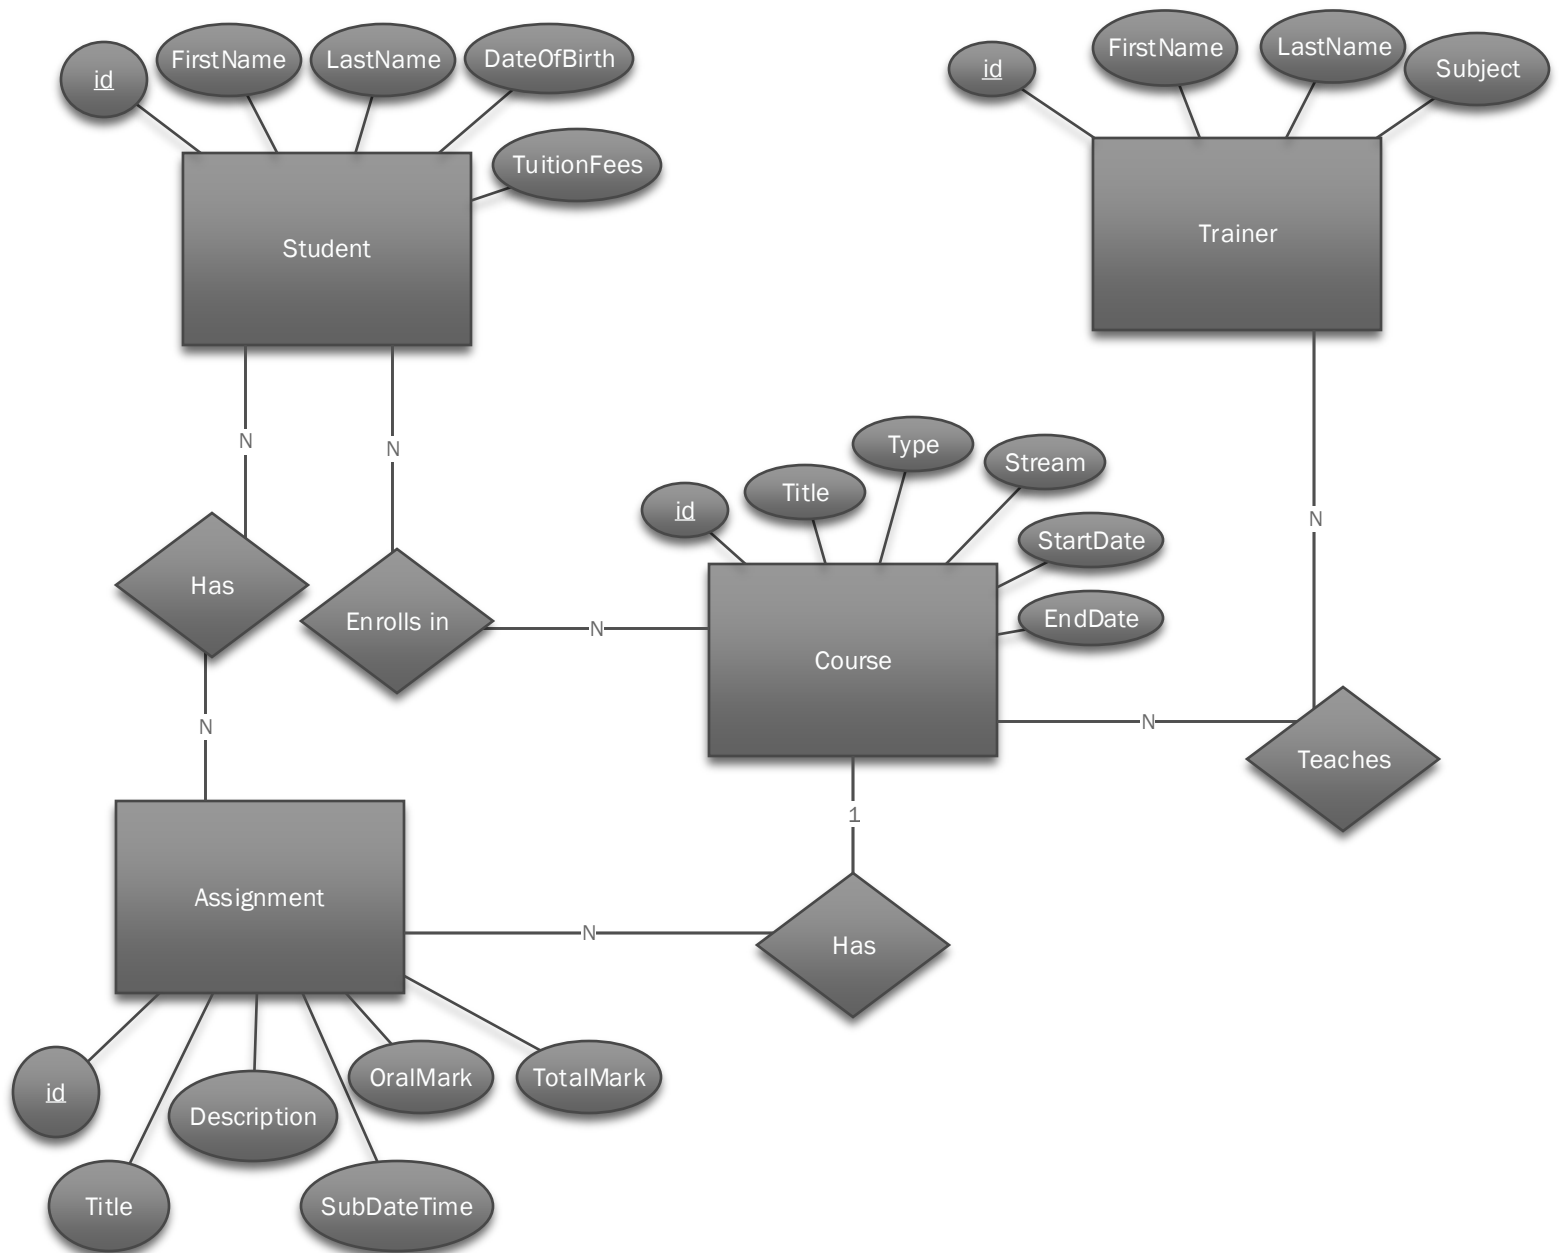 id
FirstName
LastName
DateOfBirth
TuitionFees
Student
id
FirstName
LastName
Subject
Trainer
N
N
N
Has
Enrolls in
N
id
Title
Type
Stream
StartDate
EndDate
Course
N
Teaches
N
1
Assignment
N
Has
id
Title
Description
SubDateTime
OralMark
TotalMark